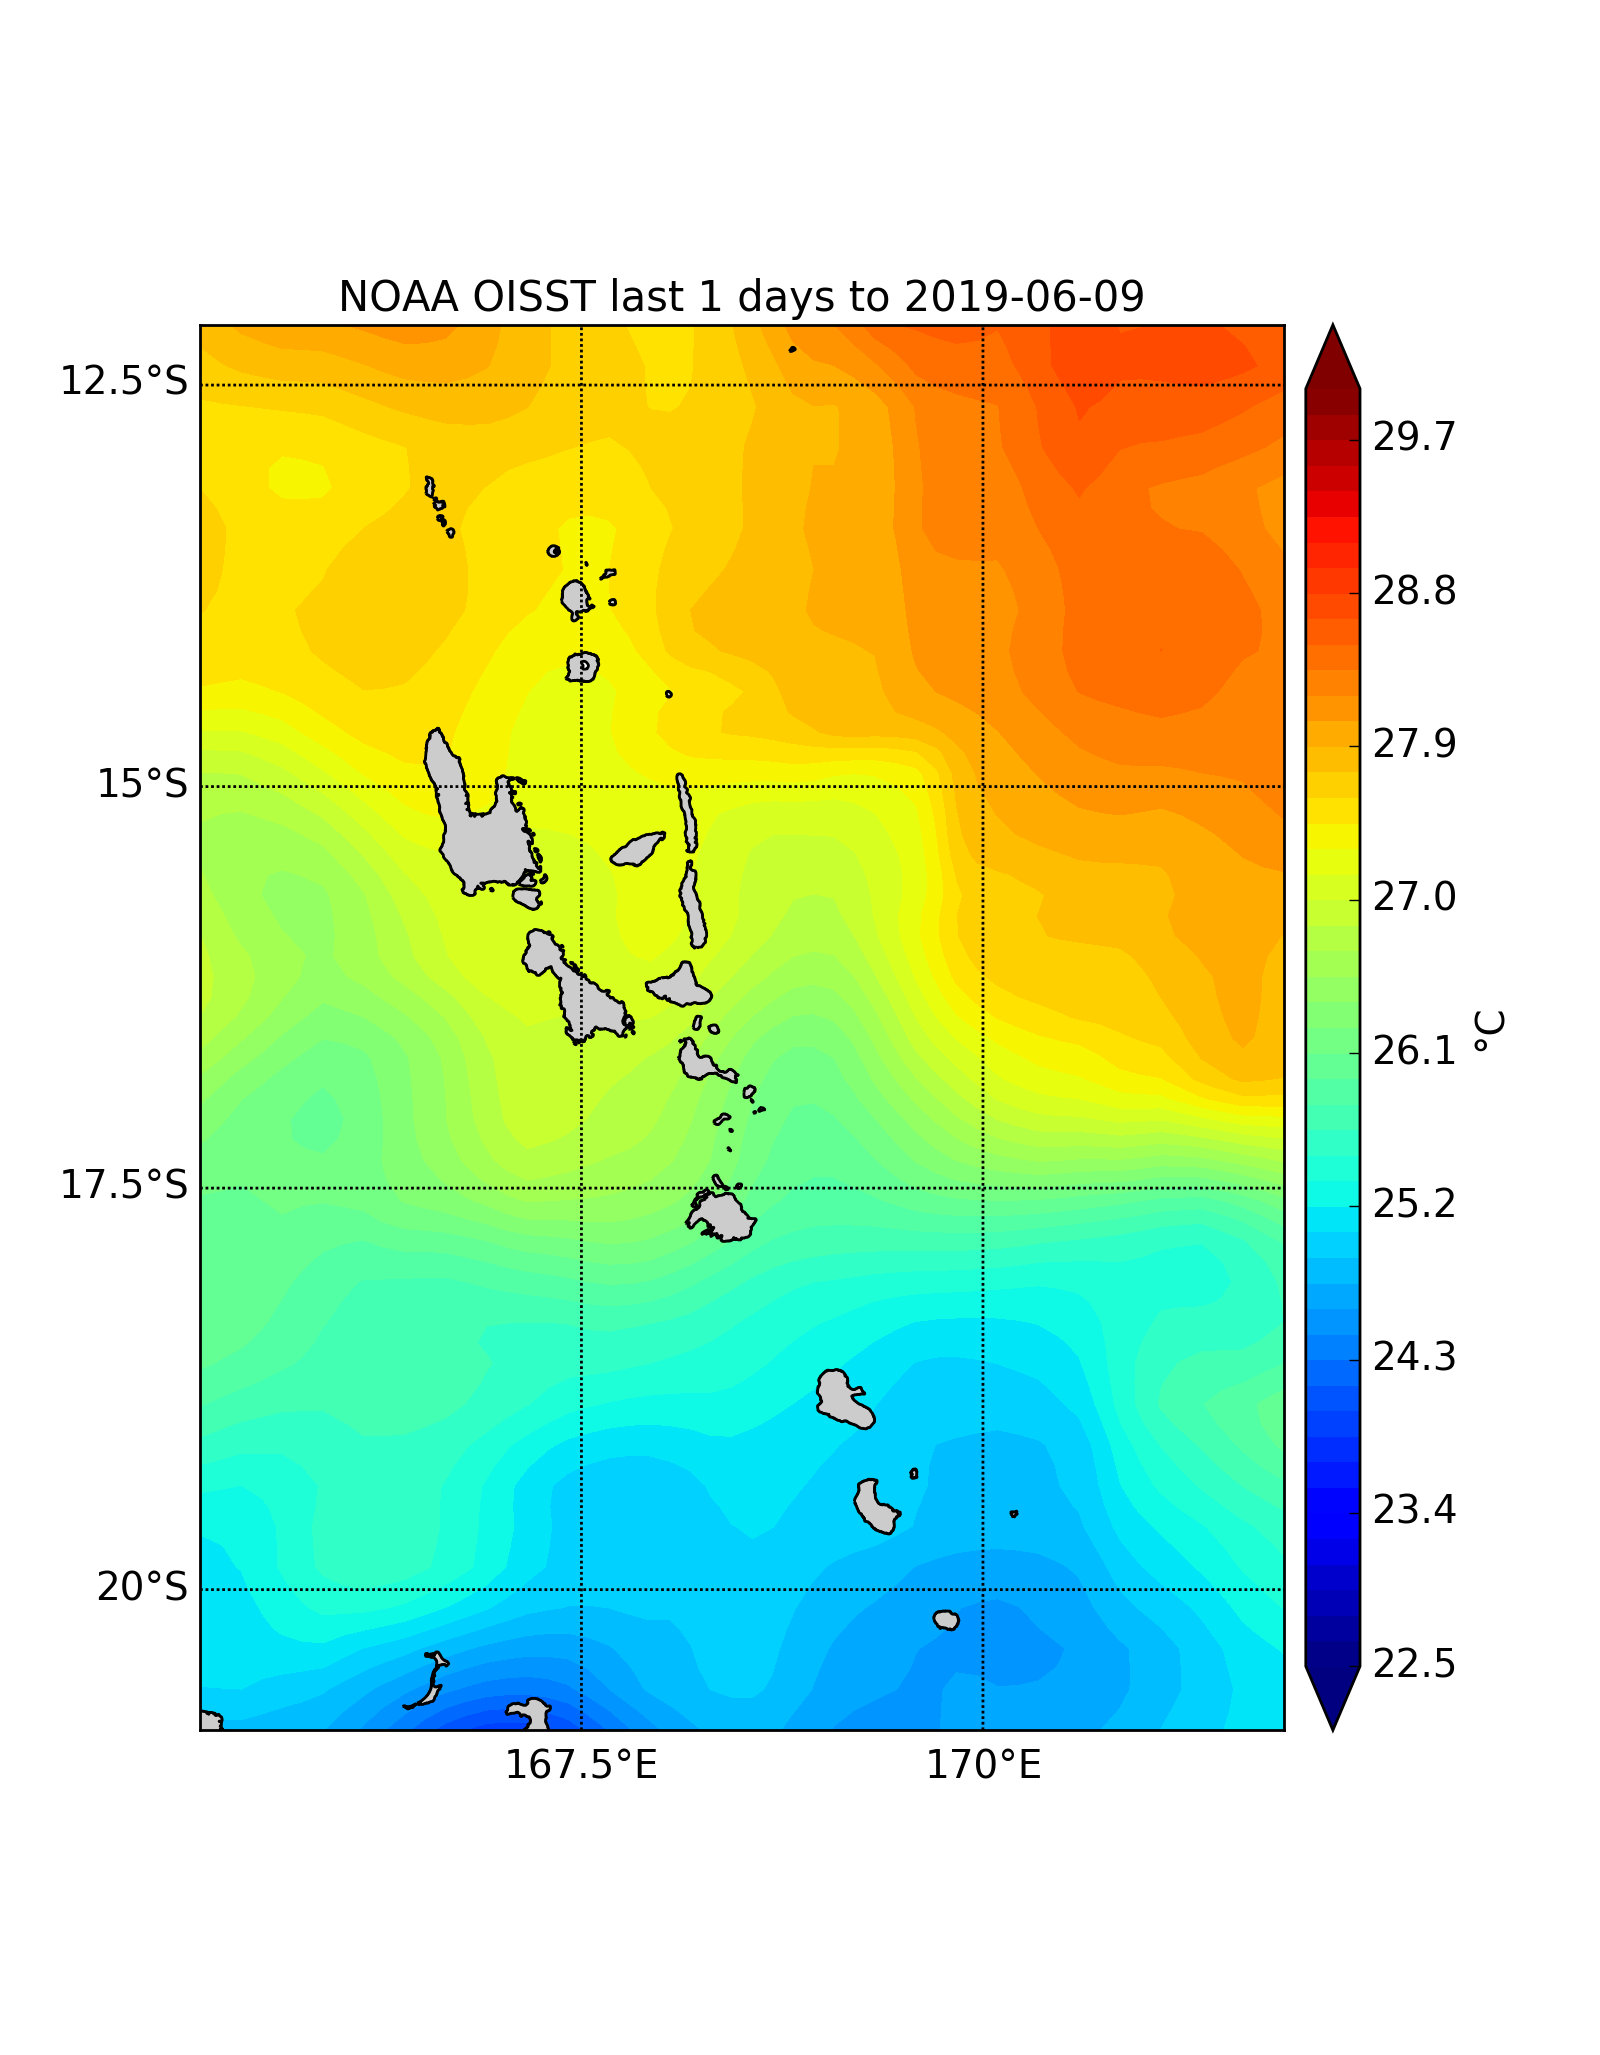 NOAA OISST last 1 days to 2019-06-09
12.5°S
15°S
17.5°S
20°S
167.5°E
170°E
29.7
28.8
27.9
27.0
26.1
25.2
24.3
23.4
22.5
°C